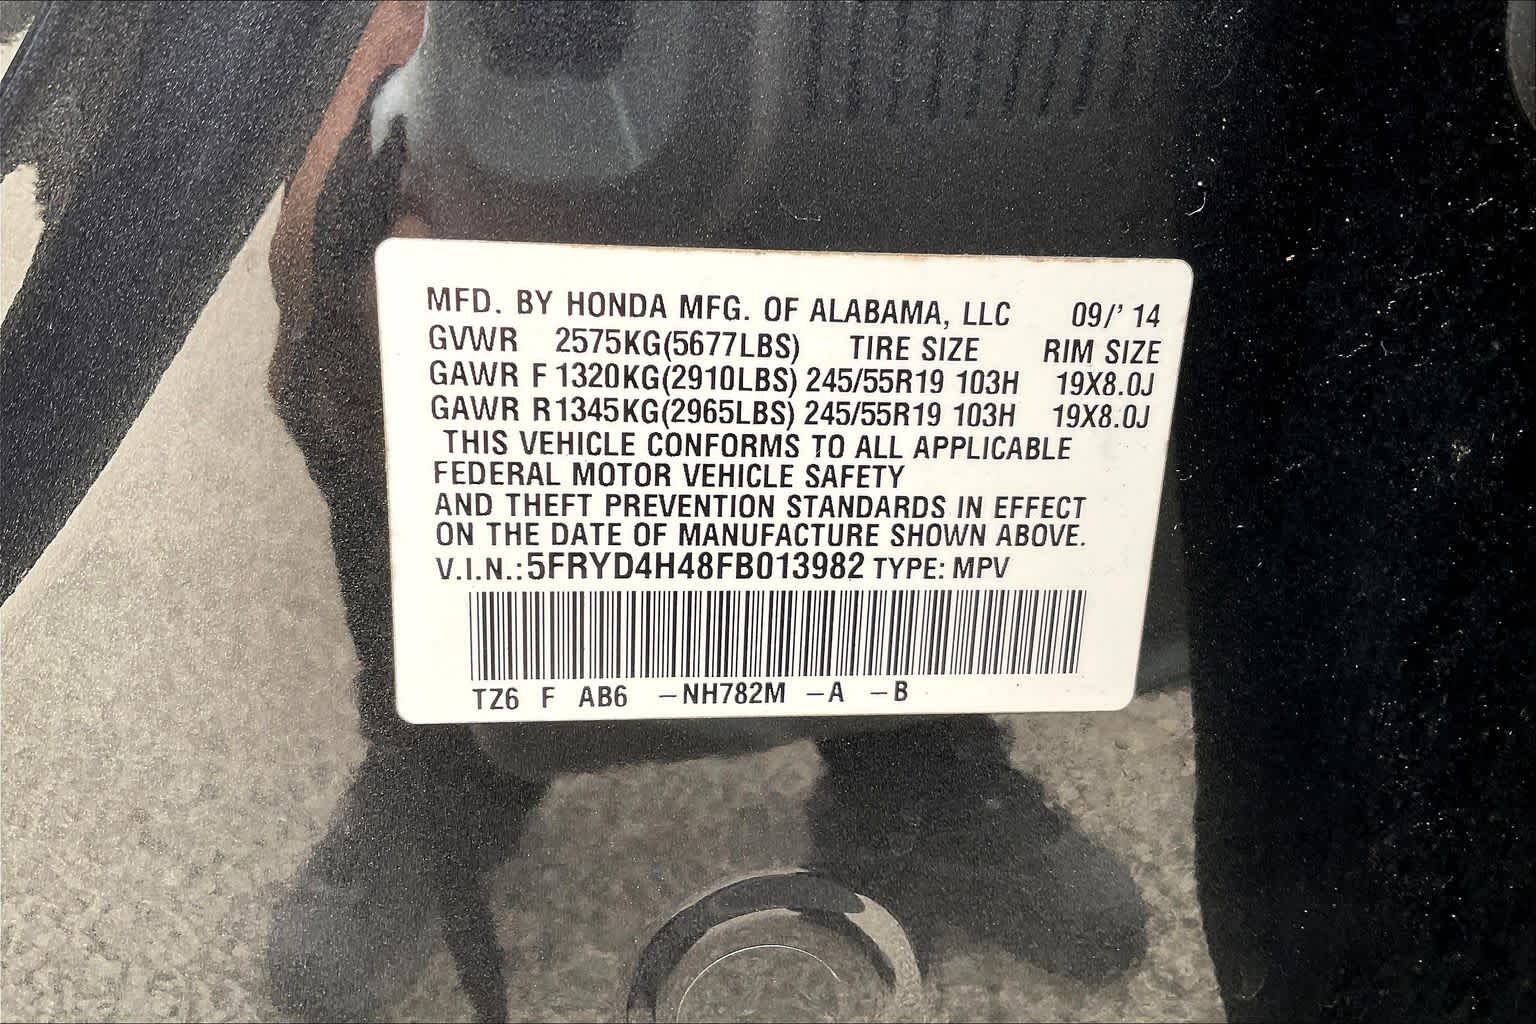 MFD. BY HONDA MFG. OF ALABAMA, LLC 09/' 14
GVWR 2575KG(5677LBS) TIRE SIZE RIM SIZE
GAWR F 1320KG(2910LBS) 245/55R19 103H 19X8.0J
GAWR R1345KG(2965LBS) 245/55R19 103H 19X8.0J
THIS VEHICLE CONFORMS TO ALL APPLICABLE
FEDERAL MOTOR VEHICLE SAFETY
AND THEFT PREVENTION STANDARDS IN EFFECT
ON THE DATE OF MANUFACTURE SHOWN ABOVE.
V.I.N.:5FRYD4H48FB013982 TYPE: MPV
TZ6 F AB6 -NH782M -A -B